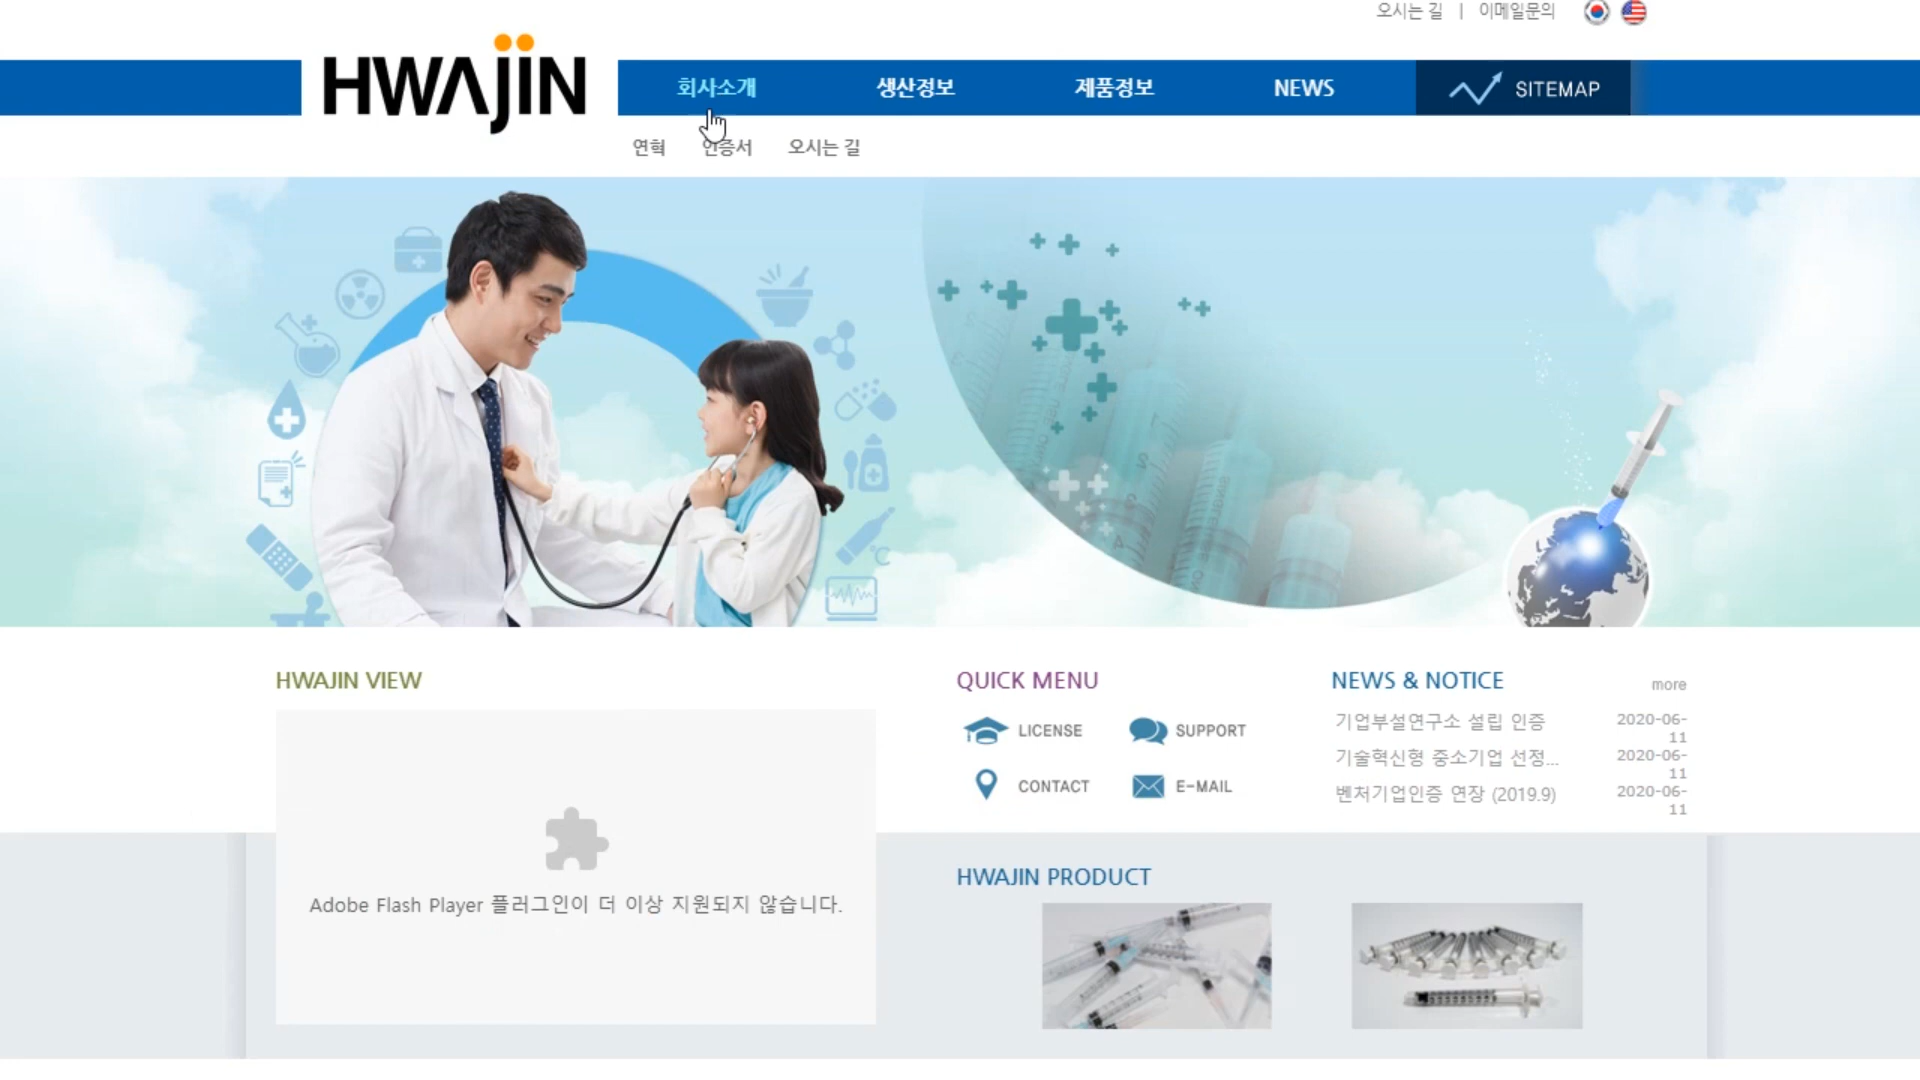 오시는 길 | 이메일문의
HWAJIN
회사소개 생산정보 제품정보 NEWS SITEMAP
연혁 인증서 오시는 길
HWAJIN VIEW
Adobe Flash Player 플러그인이 더 이상 지원되지 않습니다.
QUICK MENU
LICENSE SUPPORT
CONTACT E-MAIL
NEWS & NOTICE more
기업부설연구소 설립 인증 2020-06-
11
기술혁신형 중소기업 선정... 2020-06-
11
벤처기업인증 연장 (2019.9) 2020-06-
11
HWAJIN PRODUCT